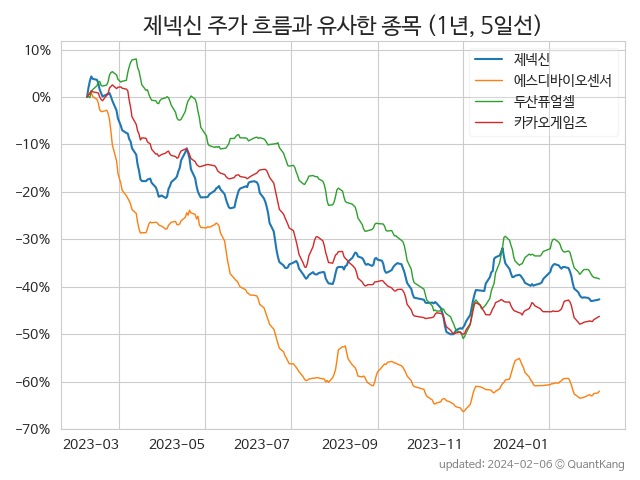 제넥신 주가 흐름과 유사한 종목 (1년, 5일선)
제넥신
에스디바이오센서
두산퓨얼셀
카카오게임즈
10%
0%
−10%
−20%
−30%
−40%
−50%
−60%
−70%
2023-03 2023-05 2023-07 2023-09 2023-11 2024-01
updated: 2024-02-06 © QuantKang